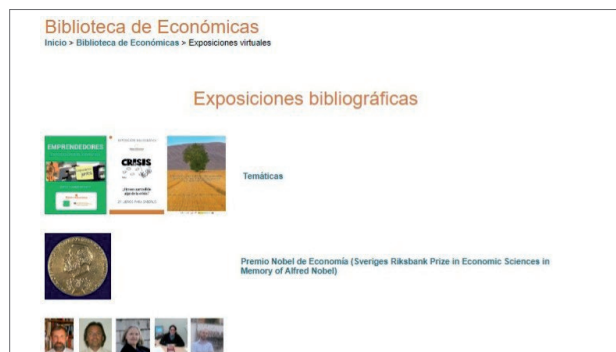 Biblioteca de Económicas
Inicio > Biblioteca de Económicas > Exposiciones virtuales
Exposiciones bibliográficas
EMPRENDEDORES
CRISIS
Temáticas
Premio Nobel de Economía (Sveriges Riksbank Prize in Economic Sciences in
Memory of Alfred Nobel)